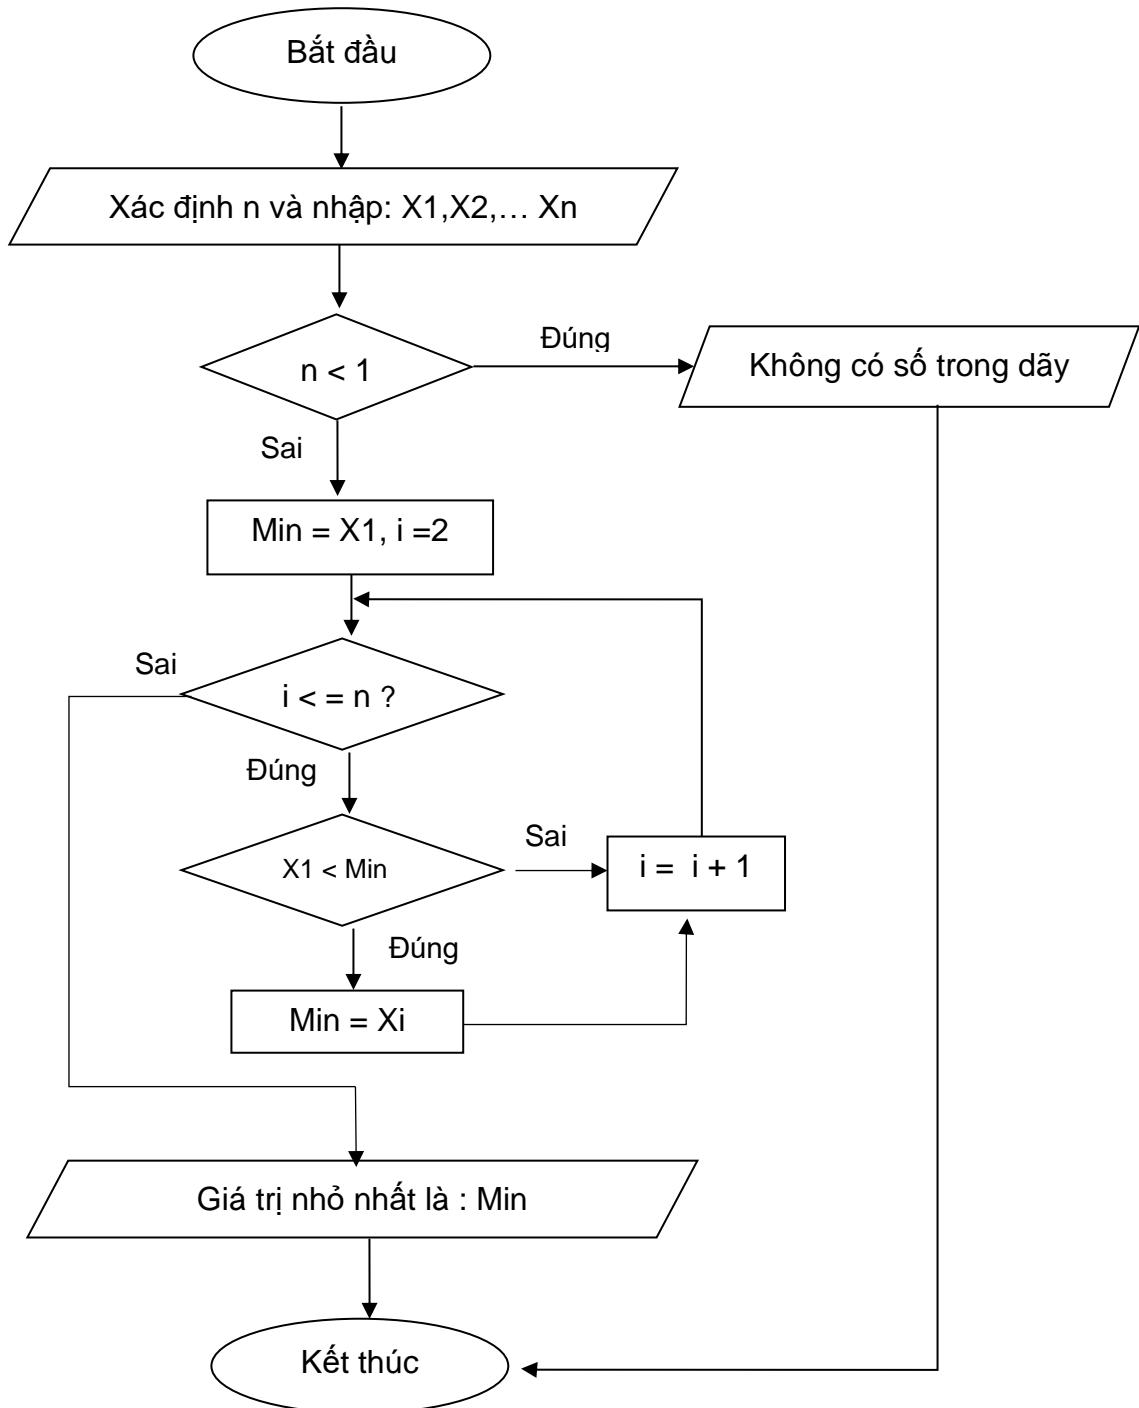 Bắt đầu
Xác định n và nhập: X1,X2,… Xn
Đúng
n < 1
Không có số trong dãy
Sai
Min = X1, i =2
Sai
i < = n ?
Đúng
Sai
X1 < Min
i = i + 1
Đúng
Min = Xi
Giá trị nhỏ nhất là : Min
Kết thúc